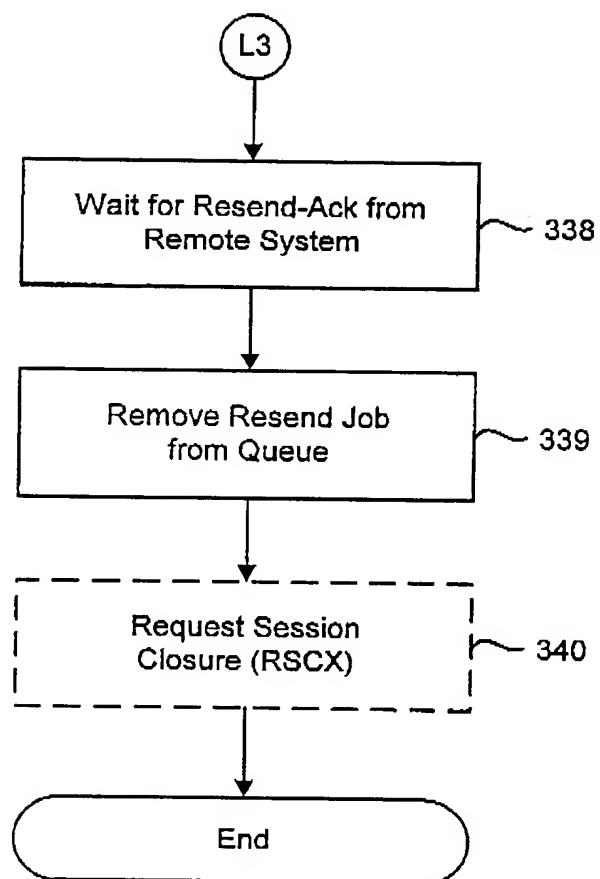 L3
Wait for Resend-Ack from
Remote System
338
Remove Resend Job
from Queue
339
Request Session
Closure (RSCX)
340
End